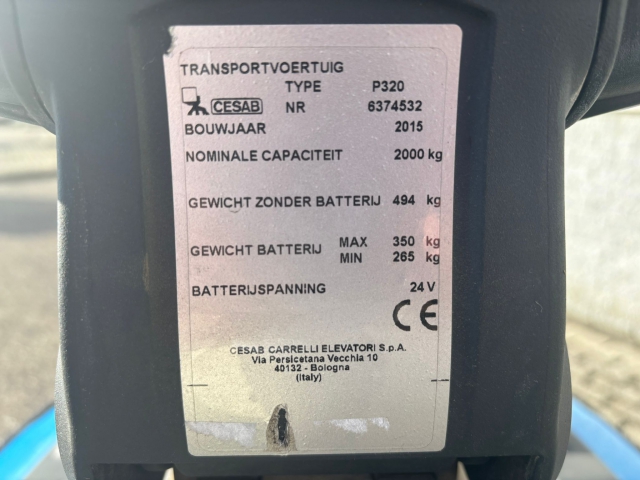 TRANSPORTVOERTUIG
TYPE P320
CESAB NR 6374532
BOUWJAAR 2015
NOMINALE CAPACITEIT 2000 kg
GEWICHT ZONDER BATTERIJ 494 kg
GEWICHT BATTERIJ MAX 350 kg
MIN 265 kg
BATTERIJSPANNING 24 V
CE
CESAB CARRELLI ELEVATORI S.p.A.
Via Persicetana Vecchia 10
40132 - Bologna
(Italy)